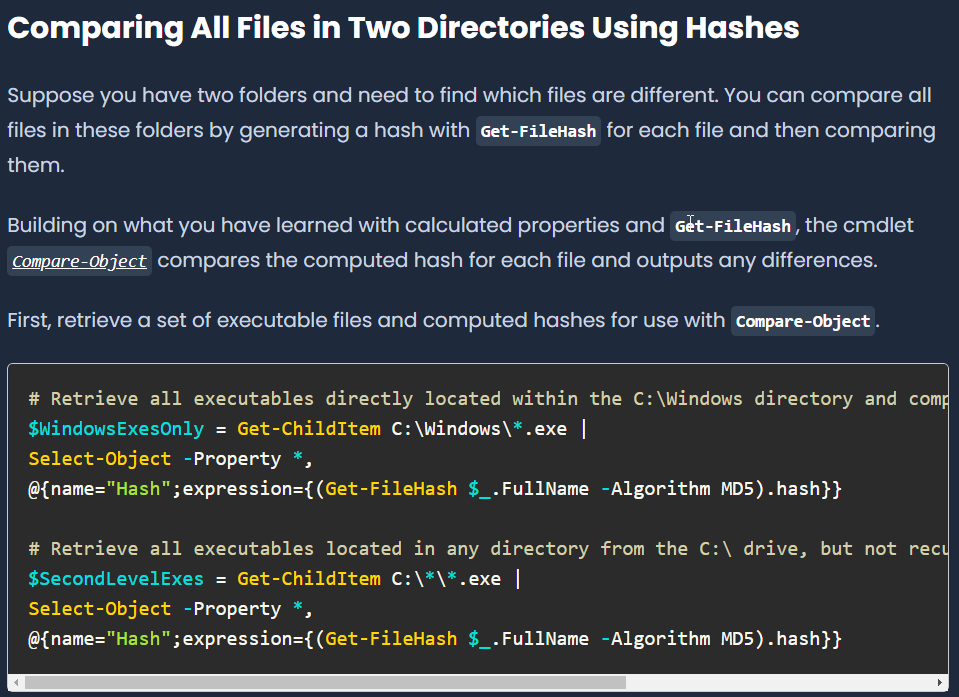 Comparing All Files in Two Directories Using Hashes
Suppose you have two folders and need to find which files are different. You can compare all
files in these folders by generating a hash with Get-FileHash for each file and then comparing
them.
Building on what you have learned with calculated properties and Get-FileHash, the cmdlet
Compare-Object compares the computed hash for each file and outputs any differences.
First, retrieve a set of executable files and computed hashes for use with Compare-Object.
# Retrieve all executables directly located within the C:\Windows directory and comp
$WindowsExesOnly = Get-ChildItem C:\Windows\*.exe |
Select-Object -Property *,
@{name="Hash";expression={(Get-FileHash $_.FullName -Algorithm MD5).hash}}
# Retrieve all executables located in any directory from the C:\ drive, but not recu
$SecondLevelExes = Get-ChildItem C:\*\*.exe |
Select-Object -Property *,
@{name="Hash";expression={(Get-FileHash $_.FullName -Algorithm MD5).hash}}